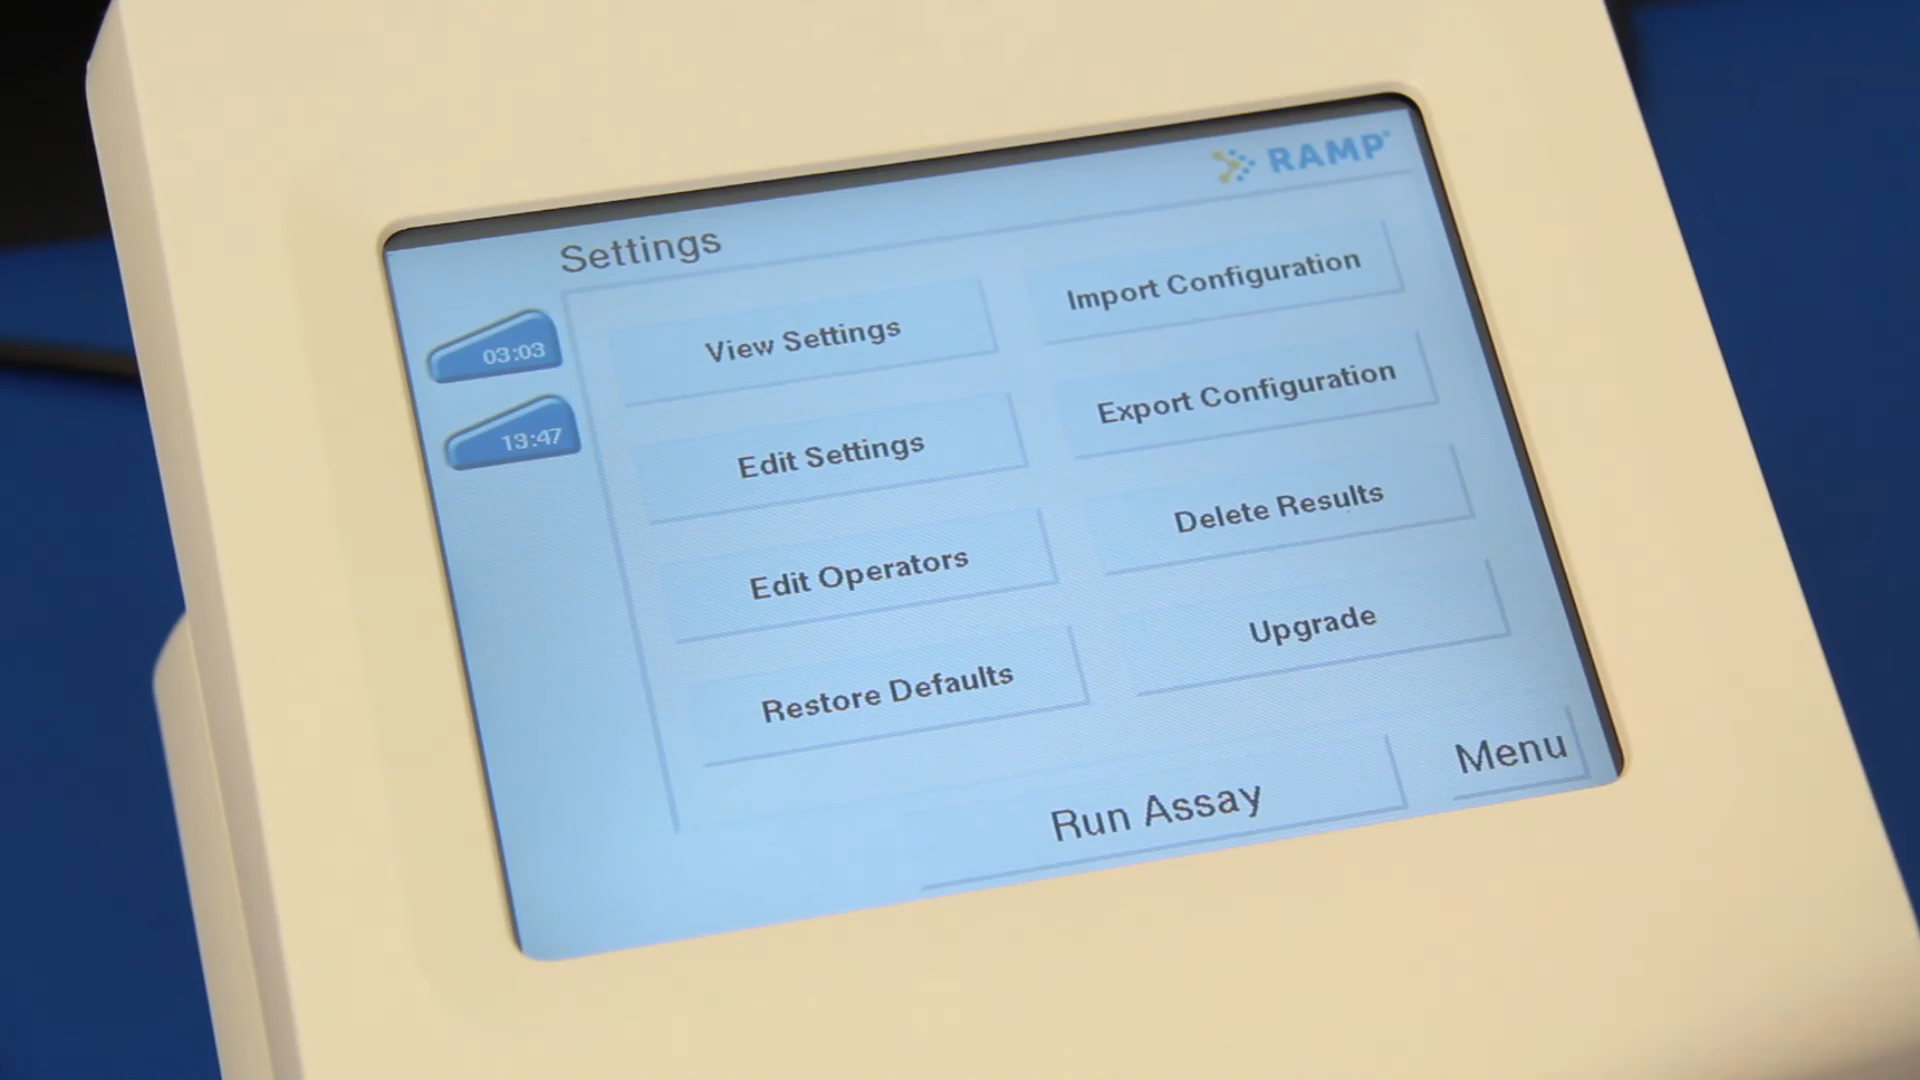 RAMP
Settings
03:03
13:47
View Settings
Import Configuration
Edit Settings
Export Configuration
Edit Operators
Delete Results
Restore Defaults
Upgrade
Run Assay
Menu